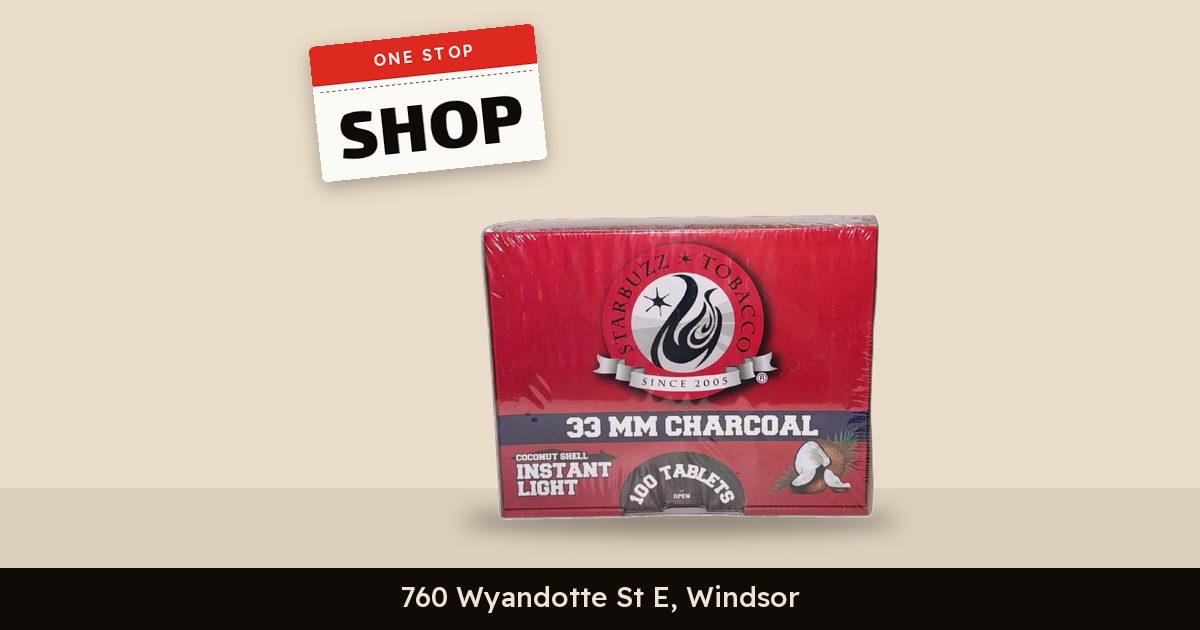 ONE STOP
SHOP
STARBUZZ ★ TOBACCO
SINCE 2005
®
33 MM CHARCOAL
COCONUT SHELL
INSTANT
LIGHT
100 TABLETS
OPEN
760 Wyandotte St E, Windsor